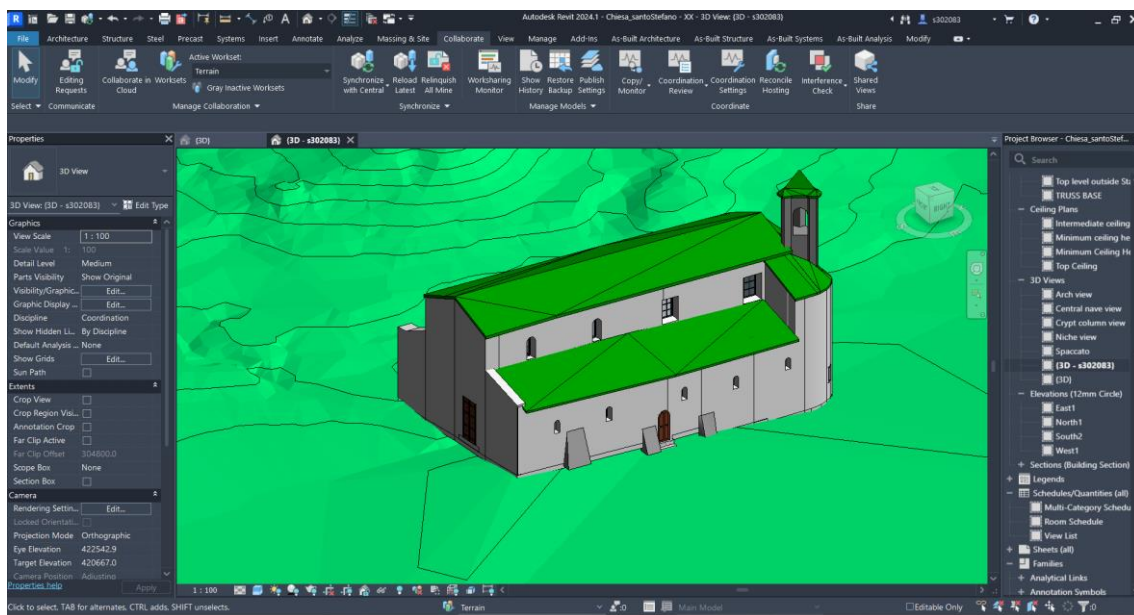 Autodesk Revit 2024.1 - Chiesa_santoStefano - XX - 3D View: {3D - s302083}
s302083
File Architecture Structure Steel Precast Systems Insert Annotate Analyze Massing & Site Collaborate View Manage Add-Ins As-Built Architecture As-Built Structure As-Built Systems As-Built Analysis Modify
Modify
Editing Requests
Collaborate in Cloud
Worksets
Active Workset:
Terrain
Gray Inactive Worksets
Synchronize with Central
Reload Latest
Relinquish All Mine
Worksharing Monitor
Show History
Restore Backup
Publish Settings
Copy/ Monitor
Coordination Review
Coordination Settings
Reconcile Hosting
Interference Check
Shared Views
Select Communicate Manage Collaboration Synchronize Manage Models Coordinate Share
Properties
3D View
3D View: {3D - s302083} Edit Type
Graphics
View Scale 1 : 100
Scale Value 1: 100
Detail Level Medium
Parts Visibility Show Original
Visibility/Graphic... Edit...
Graphic Display ... Edit...
Discipline Coordination
Show Hidden Li... By Discipline
Default Analysis ... None
Show Grids Edit...
Sun Path
Extents
Crop View
Crop Region Visi...
Annotation Crop
Far Clip Active
Far Clip Offset 304800.0
Scope Box None
Section Box
Camera
Rendering Settin... Edit...
Locked Orientati...
Projection Mode Orthographic
Eye Elevation 422542.9
Target Elevation 420667.0
Camera Position Adjusting
Properties help Apply
{3D} {3D - s302083}
RIGHT
1 : 100
Project Browser - Chiesa_santoStef...
Search
Top level outside Sta
TRUSS BASE
Ceiling Plans
Intermediate ceiling
Minimum ceiling he
Minimum Ceiling He
Top Ceiling
3D Views
Arch view
Central nave view
Crypt column view
Niche view
Spaccato
{3D - s302083}
{3D}
Elevations (12mm Circle)
East1
North1
South2
West1
Sections (Building Section)
Legends
Schedules/Quantities (all)
Multi-Category Schedu
Room Schedule
View List
Sheets (all)
Families
Analytical Links
Annotation Symbols
Click to select, TAB for alternates, CTRL adds, SHIFT unselects.
Terrain :0 Main Model Editable Only :0